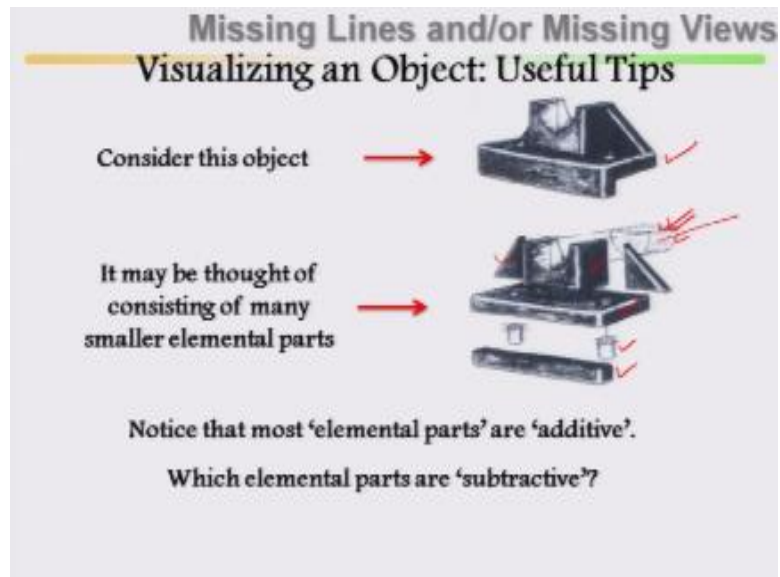 Missing Lines and/or Missing Views
Visualizing an Object: Useful Tips
Consider this object
It may be thought of
consisting of many
smaller elemental parts
Notice that most ‘elemental parts’ are ‘additive’.
Which elemental parts are ‘subtractive’?